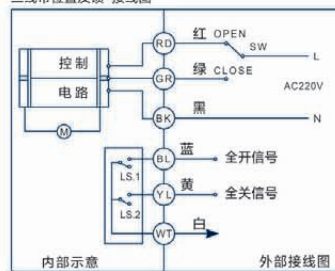 三线带位置反馈 接线图
红 OPEN
RD
SW
L
控制
绿 CLOSE
GR
AC220V
电路
黑
BK
N
M
蓝
BL
全开信号
LS.1
黄
YL
全关信号
LS.2
白
WT
内部示意
外部接线图